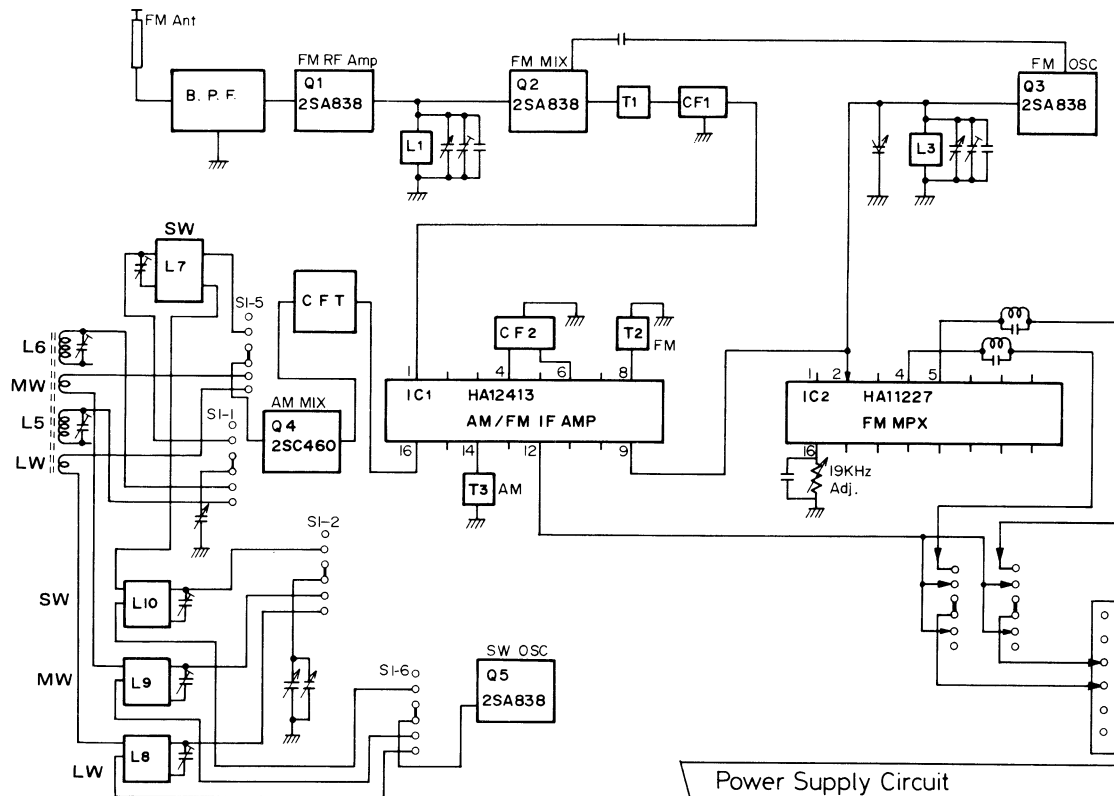 FM Ant
B. P. F.
FM RF Amp
Q1
2SA838
FM MIX
Q2
2SA838
T1
CF1
FM OSC
Q3
2SA838
L1
L3
SW
L7
S1-5
CFT
L6
MW
L5
LW
S1-1
AM MIX
Q4
2SC460
CF2
T2
FM
1
4
6
8
IC1
HA12413
AM/FM IF AMP
16
14
12
9
T3
AM
1
2
4
5
IC2
HA11227
FM MPX
16
19KHz
Adj.
S1-2
SW
L10
MW
L9
LW
L8
S1-6
SW OSC
Q5
2SA838
Power Supply Circuit